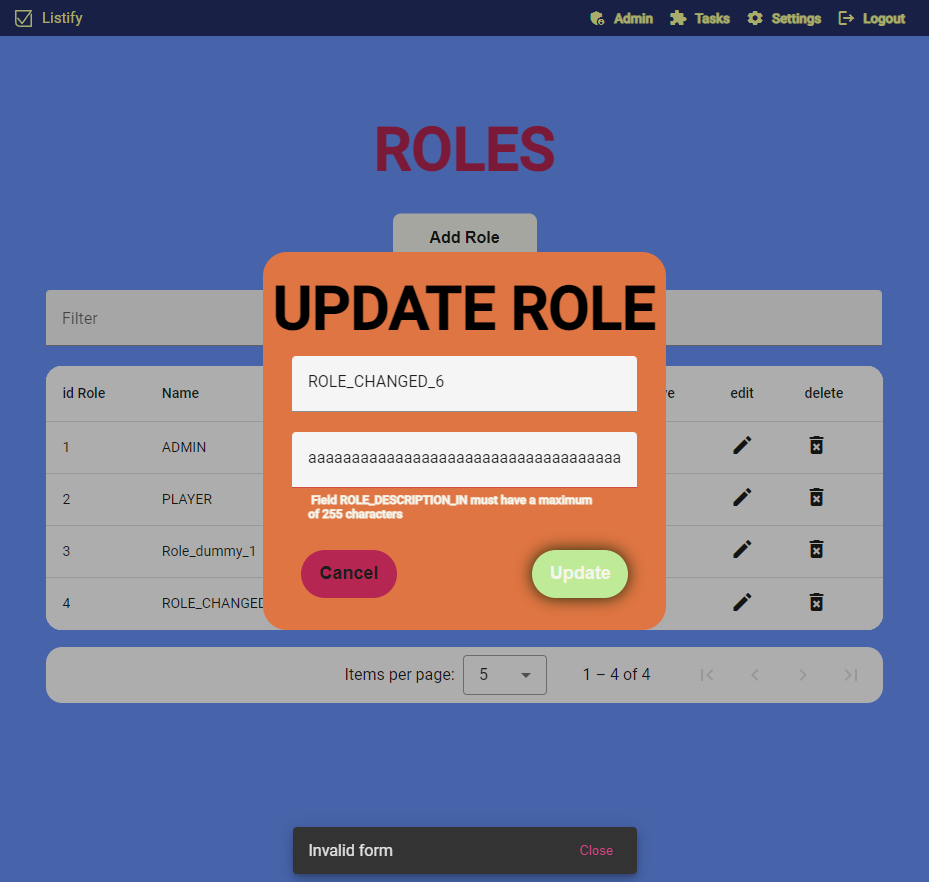 Listify
Admin
Tasks
Settings
Logout
ROLES
Add Role
Filter
UPDATE ROLE
ROLE_CHANGED_6
aaaaaaaaaaaaaaaaaaaaaaaaaaaaaaaaaaaa
Field ROLE_DESCRIPTION_IN must have a maximum
of 255 characters
Cancel
Update
id Role Name edit delete
1 ADMIN
2 PLAYER
3 Role_dummy_1
4 ROLE_CHANGED
Items per page: 5 1 – 4 of 4
Invalid form Close